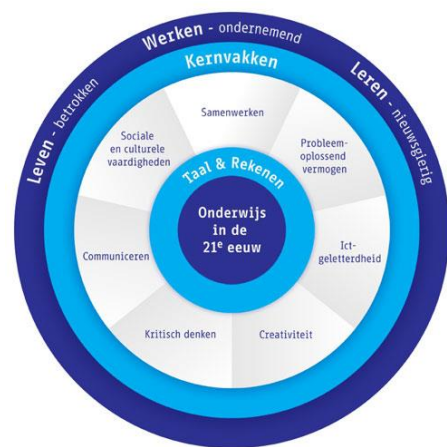 Werken - ondernemend
Leren - nieuwsgierig
Leven - betrokken
Kernvakken
Samenwerken
Probleem-
oplossend
vermogen
Ict-
geletterdheid
Creativiteit
Kritisch denken
Communiceren
Sociale
en culturele
vaardigheden
Taal & Rekenen
Onderwijs
in de
21e eeuw